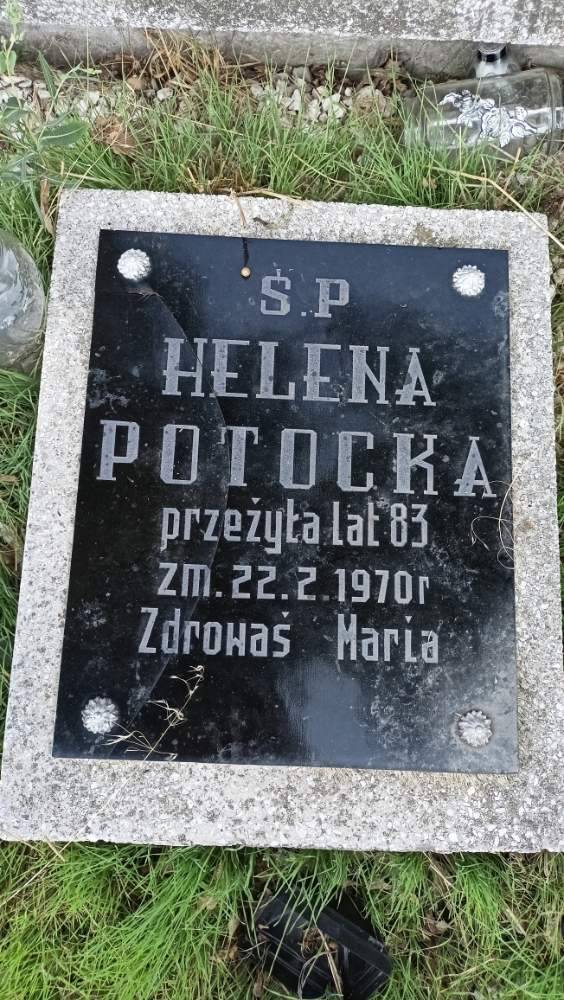 Ś.P
HELENA
POTOCKA
przeżyła lat 83
zm. 22. 2. 1970r
Zdrowaś Maria